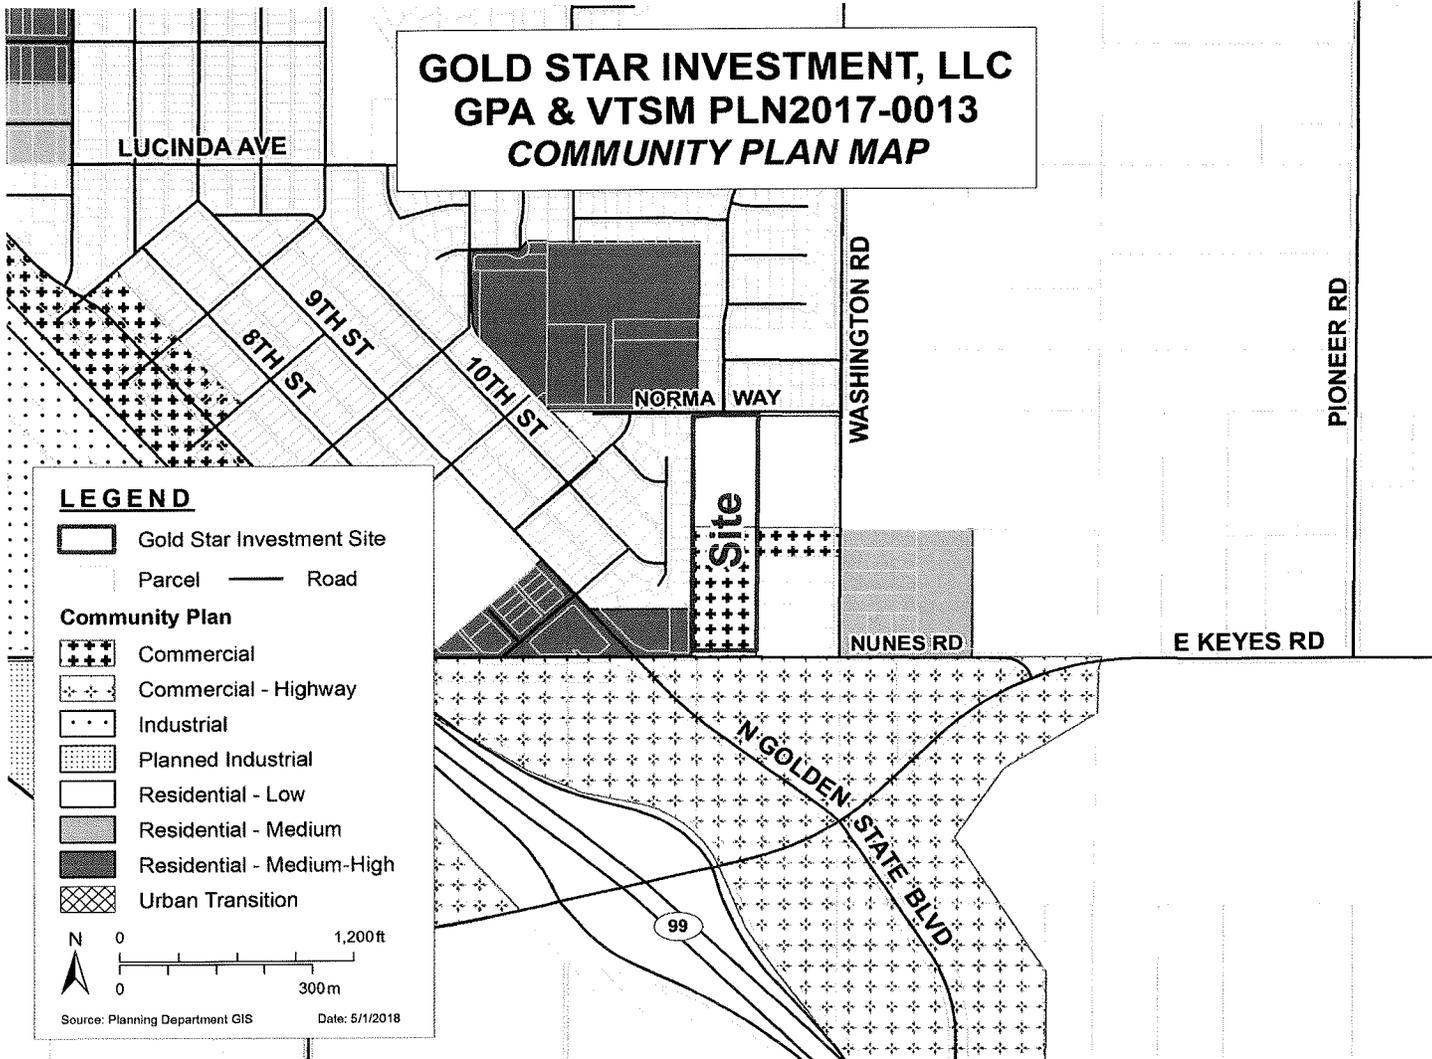 GOLD STAR INVESTMENT, LLC
GPA & VTSM PLN2017-0013
COMMUNITY PLAN MAP
LUCINDA AVE
9TH ST
8TH ST
10TH ST
NORMA WAY
WASHINGTON RD
PIONEER RD
Site
NUNES RD
E KEYES RD
N GOLDEN STATE BLVD
99
LEGEND
Gold Star Investment Site
Parcel Road
Community Plan
Commercial
Commercial - Highway
Industrial
Planned Industrial
Residential - Low
Residential - Medium
Residential - Medium-High
Urban Transition
N 0 1,200 ft
0 300 m
Source: Planning Department GIS Date: 5/1/2018